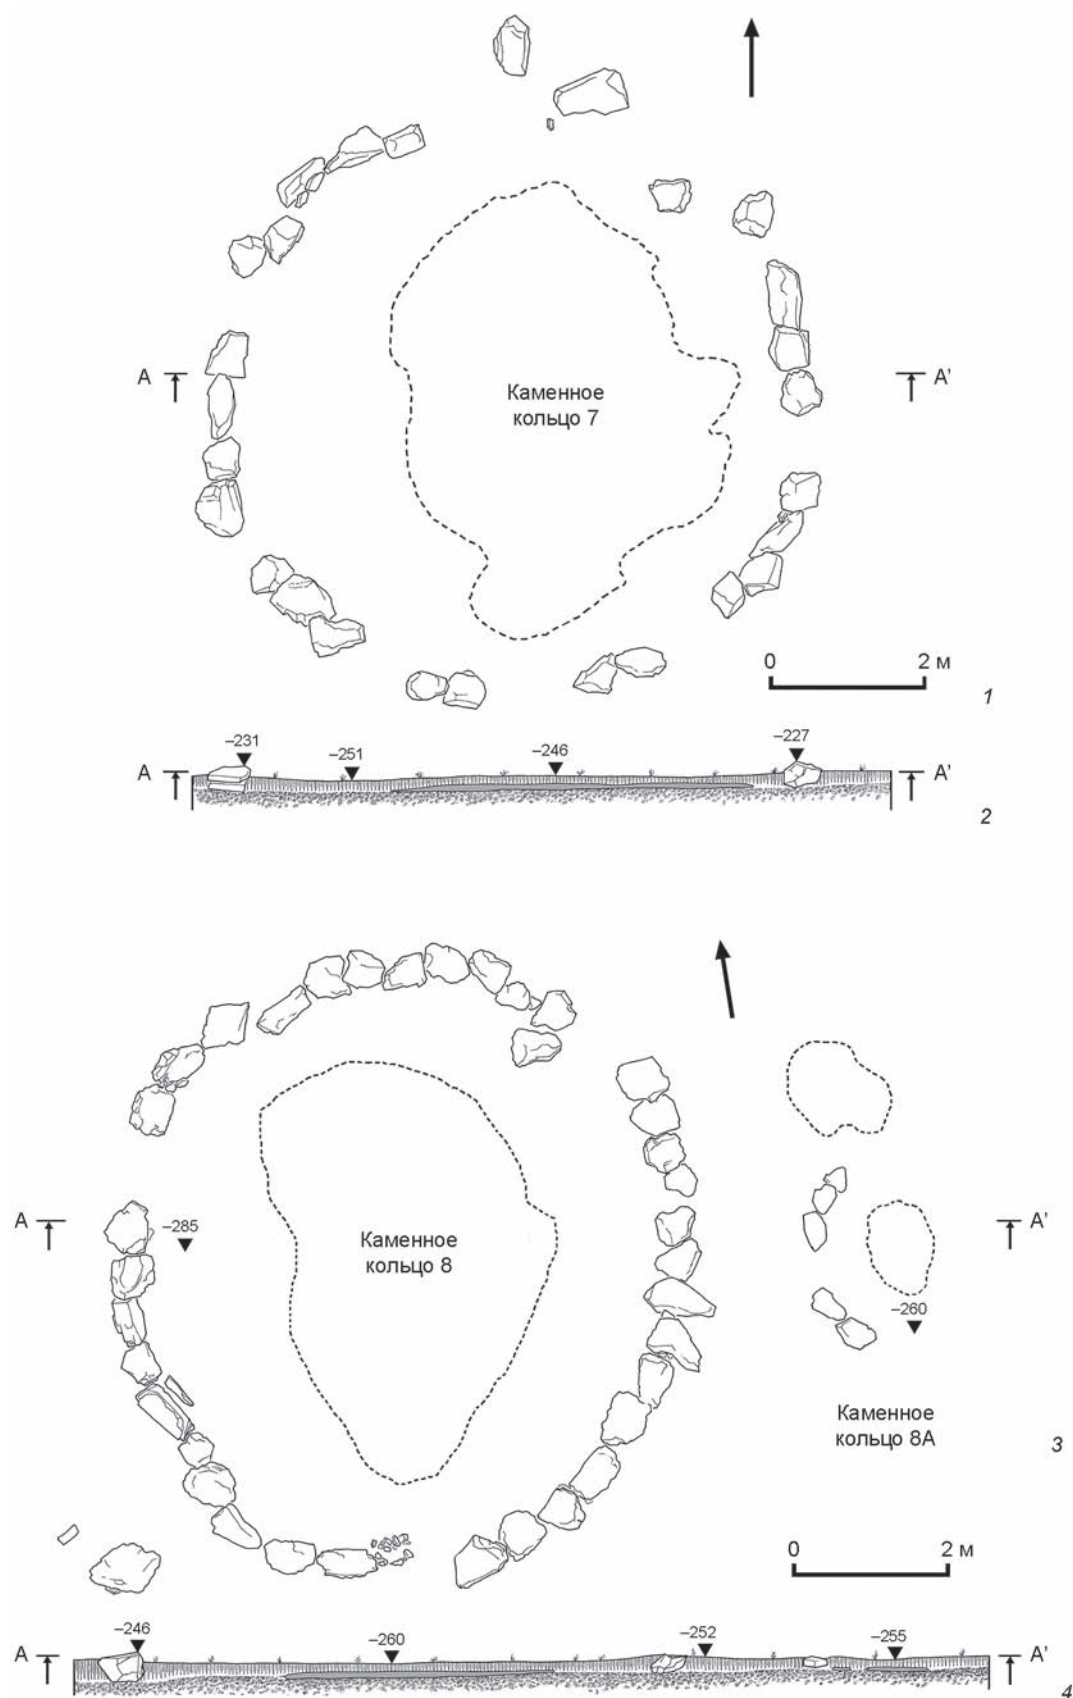 А А'
Каменное
кольцо 7
0 2 м
1
–231 –251 –246 –227
А А'
2
А –285 А'
Каменное
кольцо 8
–260
Каменное
кольцо 8А
3
0 2 м
–246 –260 –252 –255
А А'
4